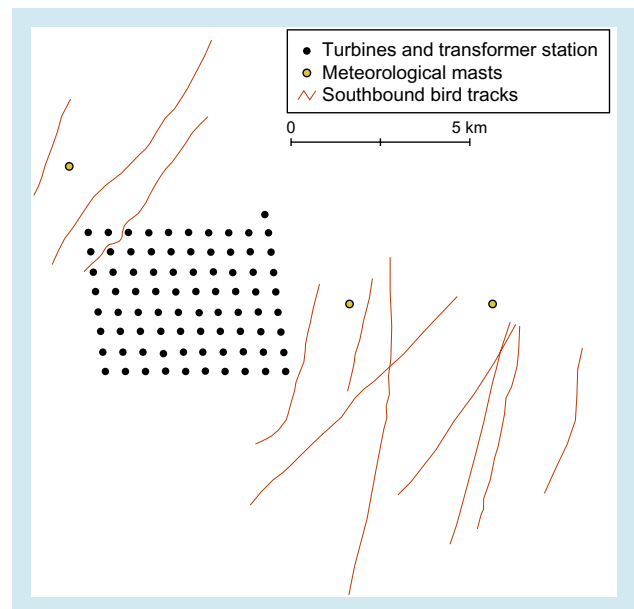 Turbines and transformer station
Meteorological masts
Southbound bird tracks
0 5 km